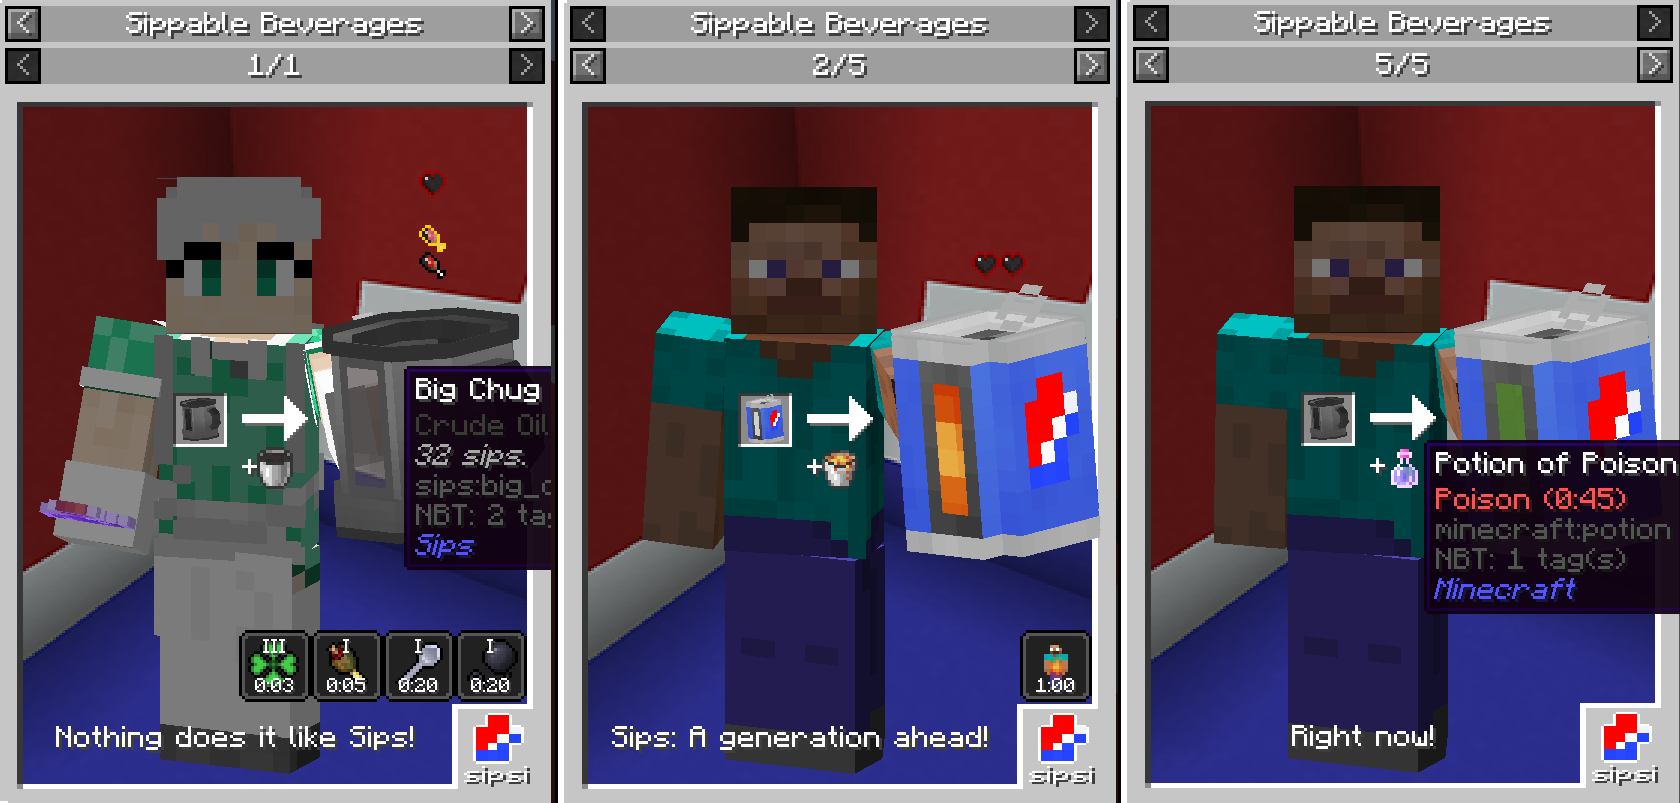 Sippable Beverages
1/1
Big Chug
Crude Oil
32 sips.
sips:big_c
NBT: 2 ta
Sips
III
0:03
I
0:05
I
0:20
I
0:20
Nothing does it like Sips!
sipsi
Sippable Beverages
2/5
1:00
Sips: A generation ahead!
sipsi
Sippable Beverages
5/5
Potion of Poison
Poison (0:45)
minecraft:potion
NBT: 1 tag(s)
Minecraft
Right now!
sipsi